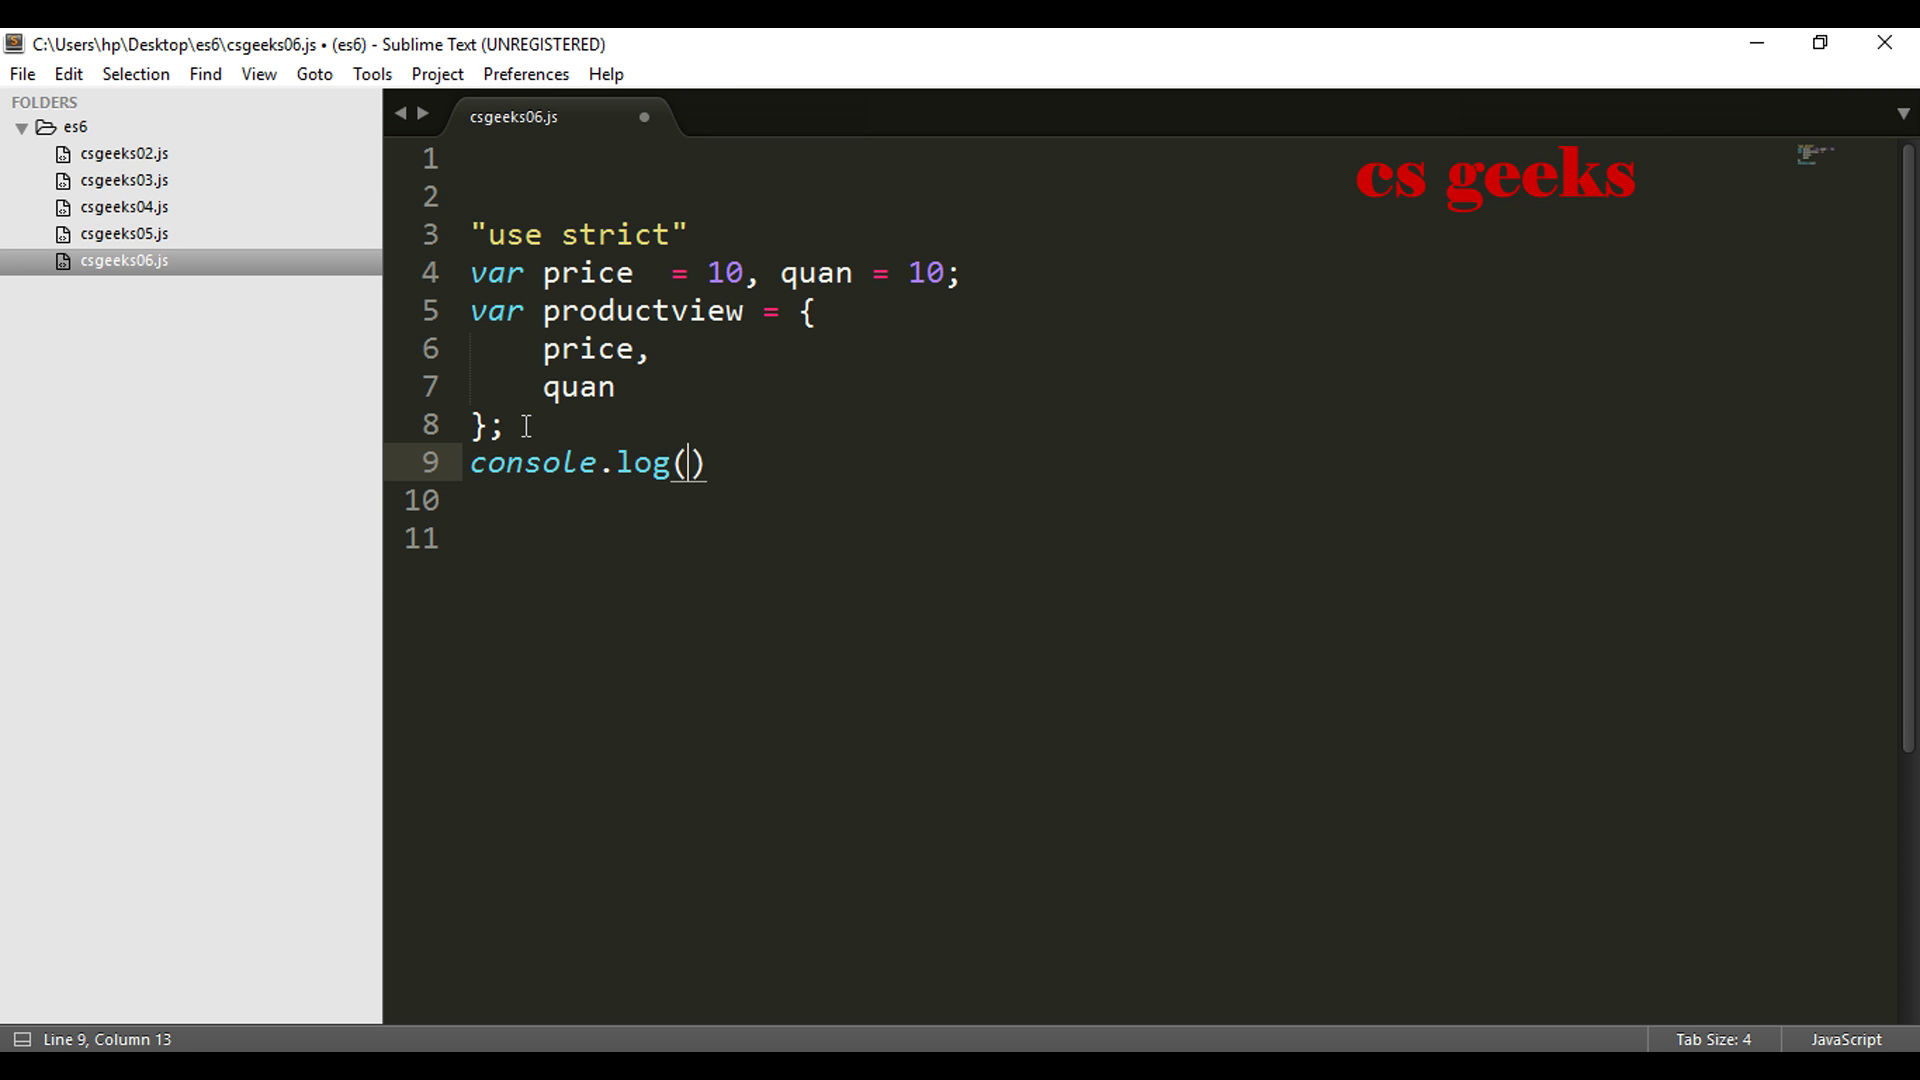 C:\Users\hp\Desktop\es6\csgeeks06.js • (es6) - Sublime Text (UNREGISTERED)
File Edit Selection Find View Goto Tools Project Preferences Help
FOLDERS
es6
csgeeks02.js
csgeeks03.js
csgeeks04.js
csgeeks05.js
csgeeks06.js
csgeeks06.js
cs geeks
1
2
3 "use strict"
4 var price  = 10, quan = 10;
5 var productview = {
6     price,
7     quan
8 };
9 console.log()
10
11
Line 9, Column 13
Tab Size: 4
JavaScript